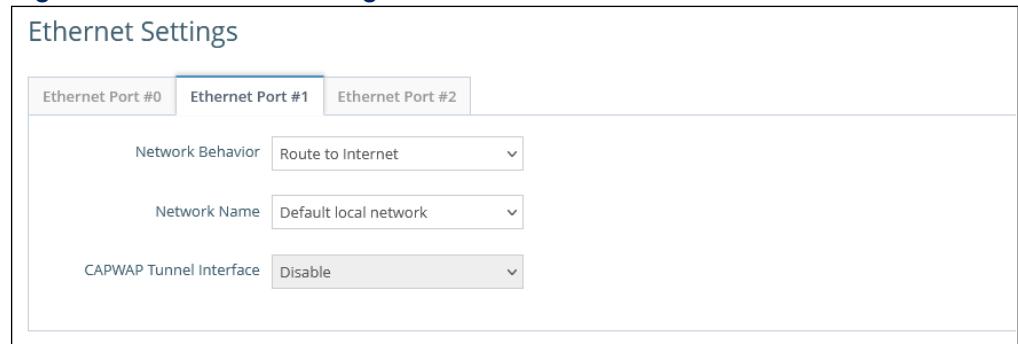 Ethernet Settings
Ethernet Port #0 Ethernet Port #1 Ethernet Port #2
Network Behavior Route to Internet
Network Name Default local network
CAPWAP Tunnel Interface Disable